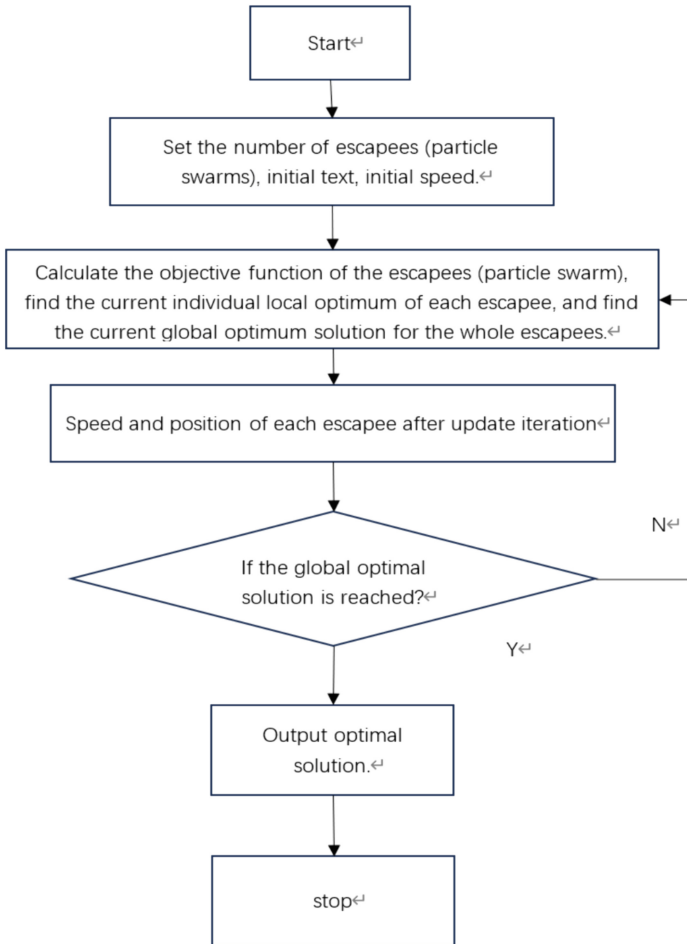 Start↵
Set the number of escapees (particle
swarms), initial text, initial speed.↵
Calculate the objective function of the escapees (particle swarm),
find the current individual local optimum of each escapee, and find
the current global optimum solution for the whole escapees.↵
Speed and position of each escapee after update iteration↵
N↵
If the global optimal
solution is reached?↵
Y↵
Output optimal
solution.↵
stop↵